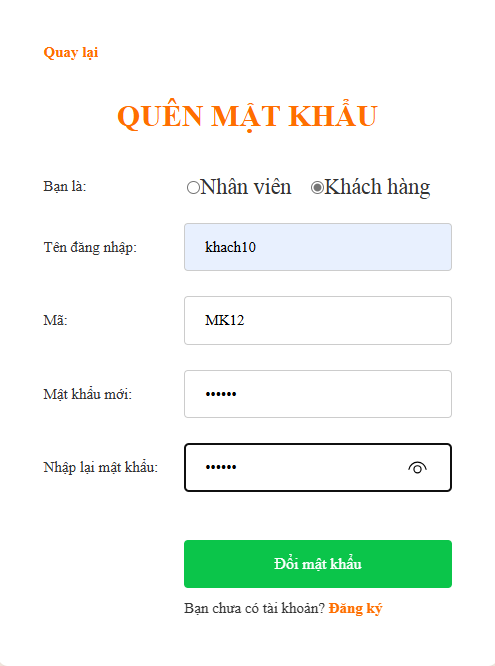 Quay lại
QUÊN MẬT KHẨU
Bạn là: Nhân viên Khách hàng
Tên đăng nhập: khach10
Mã: MK12
Mật khẩu mới: ••••••
Nhập lại mật khẩu: ••••••
Đổi mật khẩu
Bạn chưa có tài khoản? Đăng ký